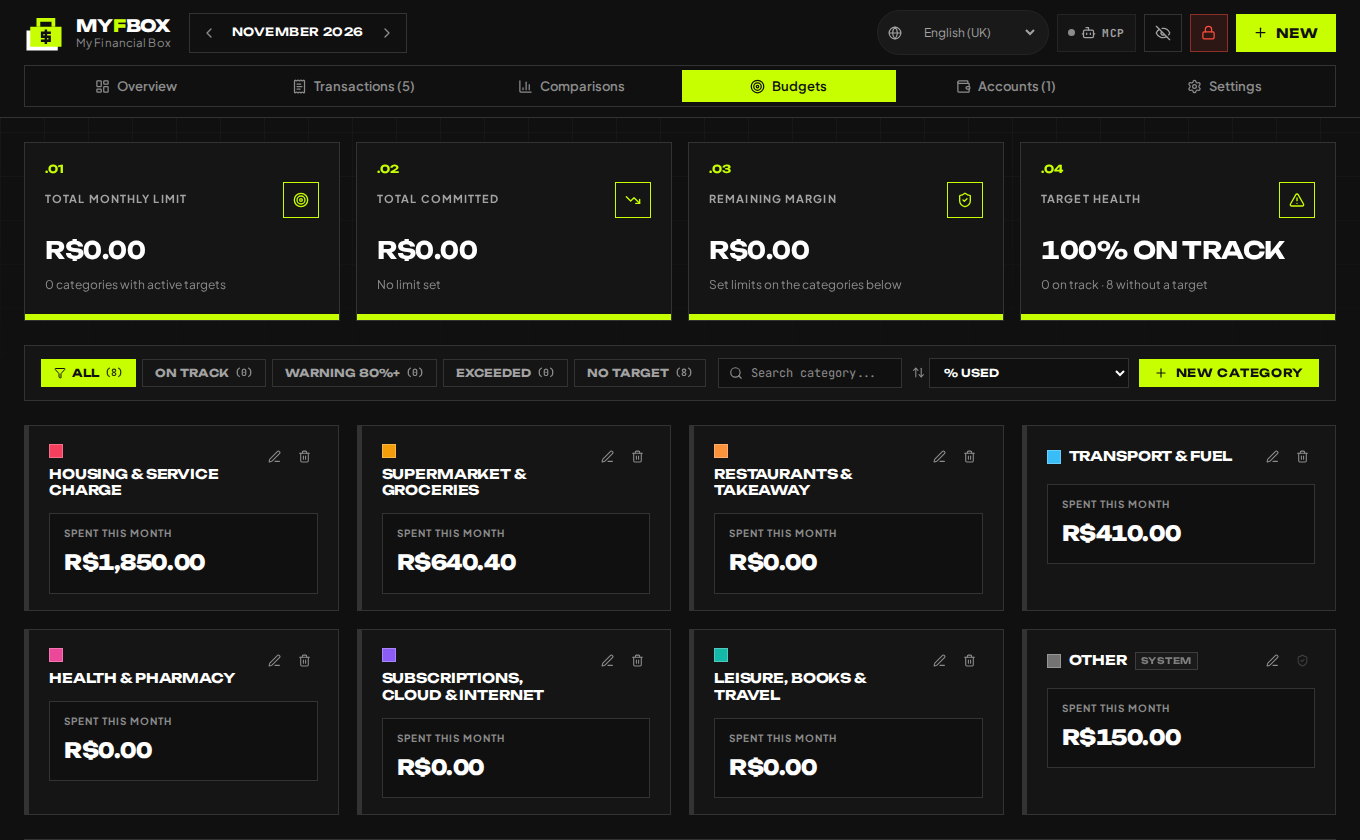 MYFBOX
My Financial Box
NOVEMBER 2026
English (UK)
MCP
NEW
Overview
Transactions (5)
Comparisons
Budgets
Accounts (1)
Settings
.01
TOTAL MONTHLY LIMIT
R$0.00
0 categories with active targets
.02
TOTAL COMMITTED
R$0.00
No limit set
.03
REMAINING MARGIN
R$0.00
Set limits on the categories below
.04
TARGET HEALTH
100% ON TRACK
0 on track · 8 without a target
ALL (8)
ON TRACK (0)
WARNING 80%+ (0)
EXCEEDED (0)
NO TARGET (8)
Search category...
% USED
NEW CATEGORY
HOUSING & SERVICE
CHARGE
SPENT THIS MONTH
R$1,850.00
SUPERMARKET &
GROCERIES
SPENT THIS MONTH
R$640.40
RESTAURANTS &
TAKEAWAY
SPENT THIS MONTH
R$0.00
TRANSPORT & FUEL
SPENT THIS MONTH
R$410.00
HEALTH & PHARMACY
SPENT THIS MONTH
R$0.00
SUBSCRIPTIONS,
CLOUD & INTERNET
SPENT THIS MONTH
R$0.00
LEISURE, BOOKS &
TRAVEL
SPENT THIS MONTH
R$0.00
OTHER SYSTEM
SPENT THIS MONTH
R$150.00